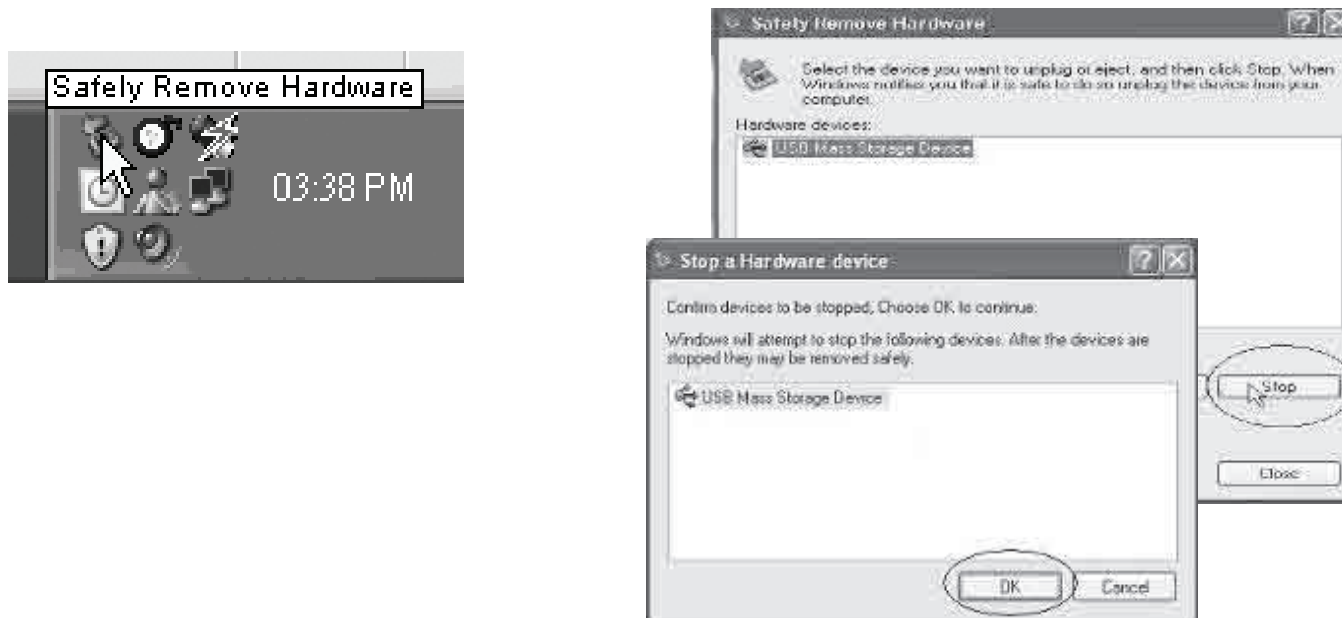 Safely Remove Hardware
03:38 PM
Safely Remove Hardware
Select the device you want to unplug or eject, and then click Stop. When
Windows notifies you that it is safe to do so unplug the device from your
computer.
Hardware devices:
USB Mass Storage Device
Stop
Close
Stop a Hardware device
Confirm devices to be stopped, Choose OK to continue.
Windows will attempt to stop the following devices. After the devices are
stopped they may be removed safely.
USB Mass Storage Device
OK
Cancel